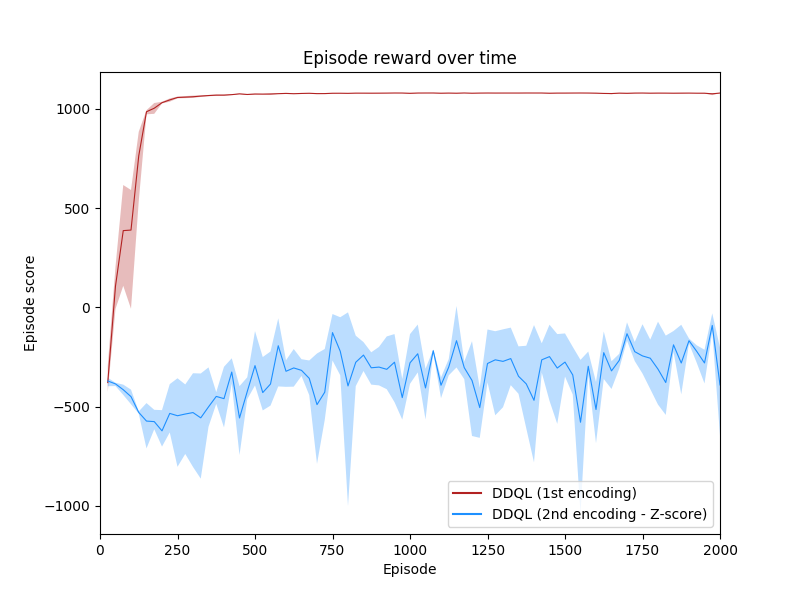 Episode reward over time
1000
500
0
−500
−1000
Episode score
DDQL (1st encoding)
DDQL (2nd encoding - Z-score)
0 250 500 750 1000 1250 1500 1750 2000
Episode